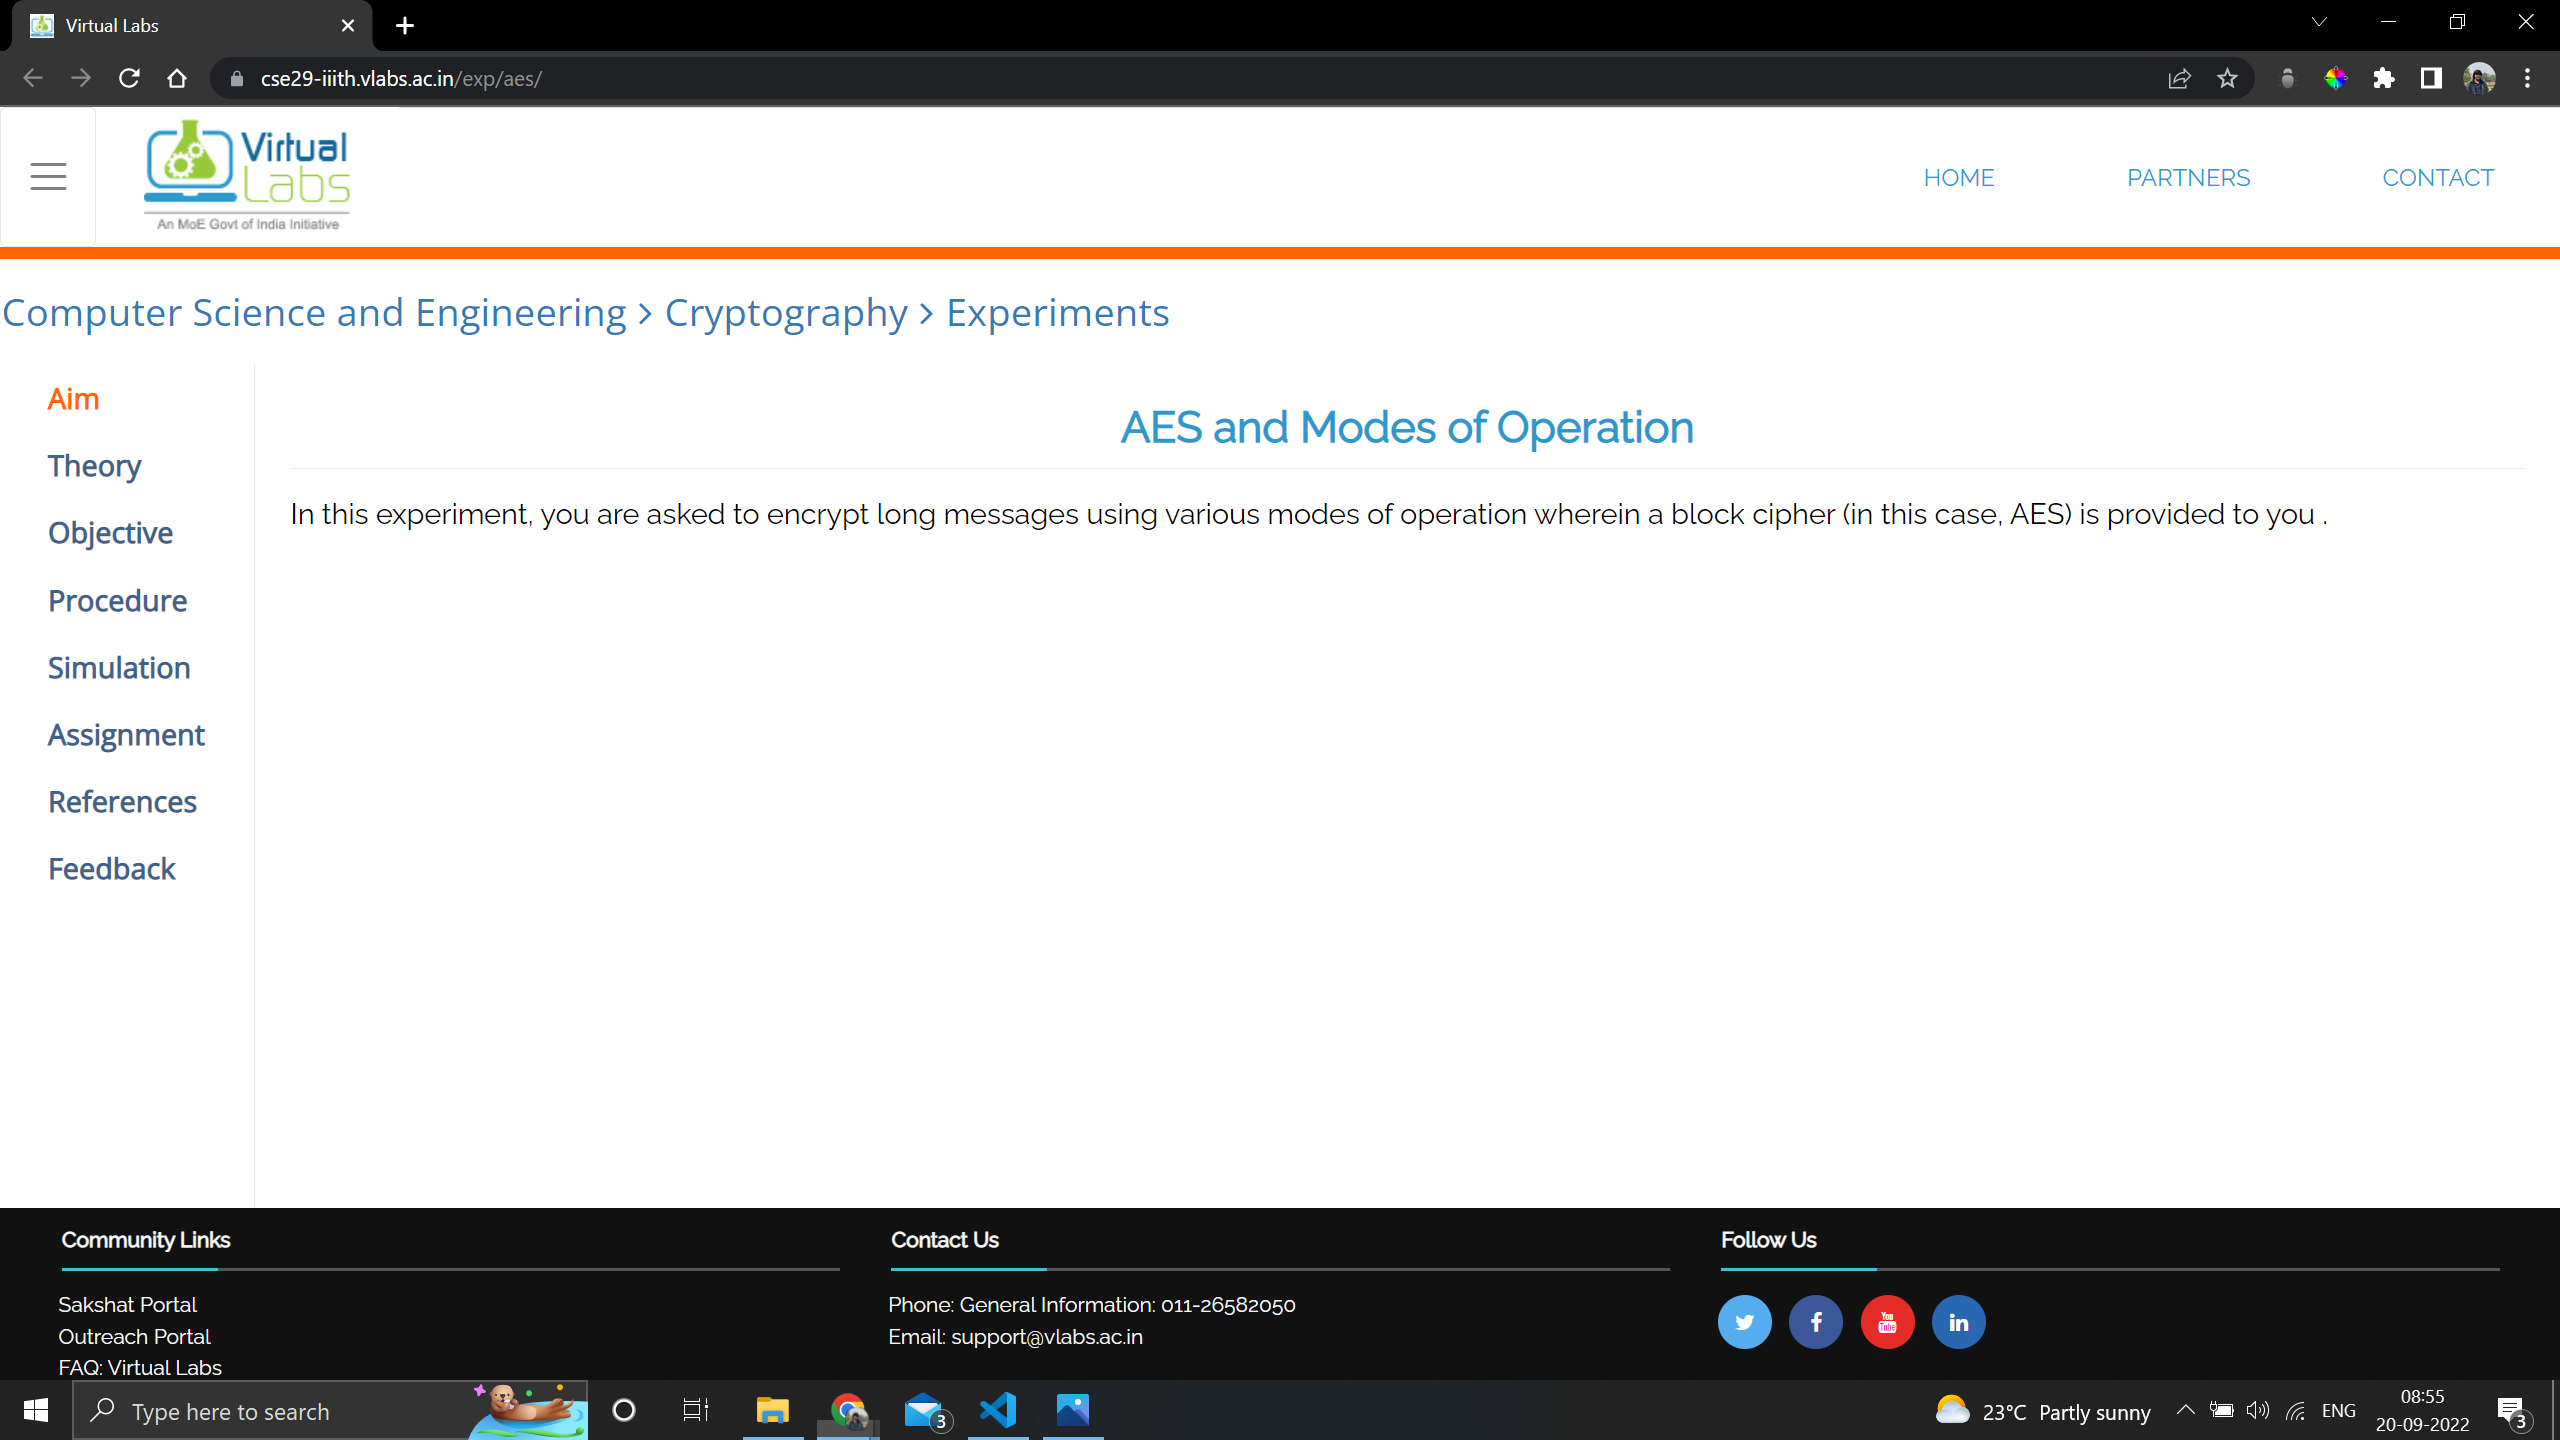 Virtual Labs
cse29-iiith.vlabs.ac.in/exp/aes/
Virtual
Labs
An MoE Govt of India Initiative
HOME PARTNERS CONTACT
Computer Science and Engineering > Cryptography > Experiments
Aim
Theory
Objective
Procedure
Simulation
Assignment
References
Feedback
AES and Modes of Operation
In this experiment, you are asked to encrypt long messages using various modes of operation wherein a block cipher (in this case, AES) is provided to you .
Community Links
Sakshat Portal
Outreach Portal
FAQ: Virtual Labs
Contact Us
Phone: General Information: 011-26582050
Email: support@vlabs.ac.in
Follow Us
You Tube
Type here to search
3
23°C Partly sunny
ENG
08:55
20-09-2022
3